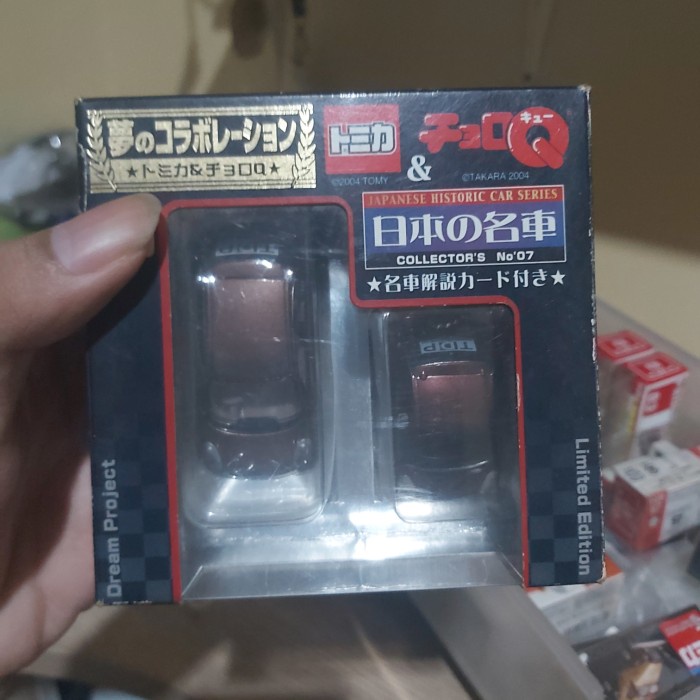 夢のコラボレーション
★トミカ&チョロQ★
トミカ
©2004 TOMY
&
チョロQ
キュー
©TAKARA 2004
JAPANESE HISTORIC CAR SERIES
日本の名車
COLLECTOR'S No'07
★名車解説カード付き★
TDP
Dream Project
Limited Edition